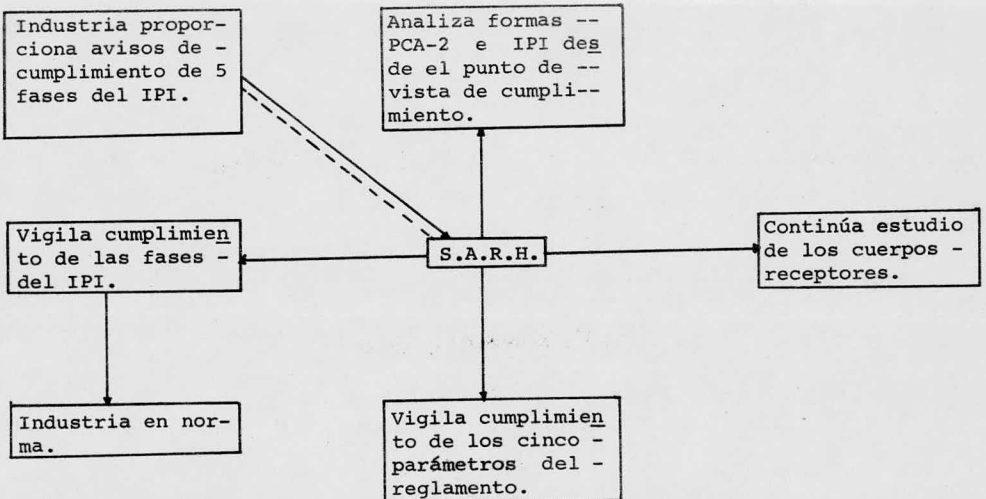 Industria propor-
ciona avisos de -
cumplimiento de 5
fases del IPI.
Analiza formas --
PCA-2 e IPI des
de el punto de --
vista de cumpli--
miento.
Vigila cumplimien
to de las fases -
del IPI.
S.A.R.H.
Continúa estudio
de los cuerpos -
receptores.
Industria en nor-
ma.
Vigila cumplimien
to de los cinco -
parámetros del -
reglamento.